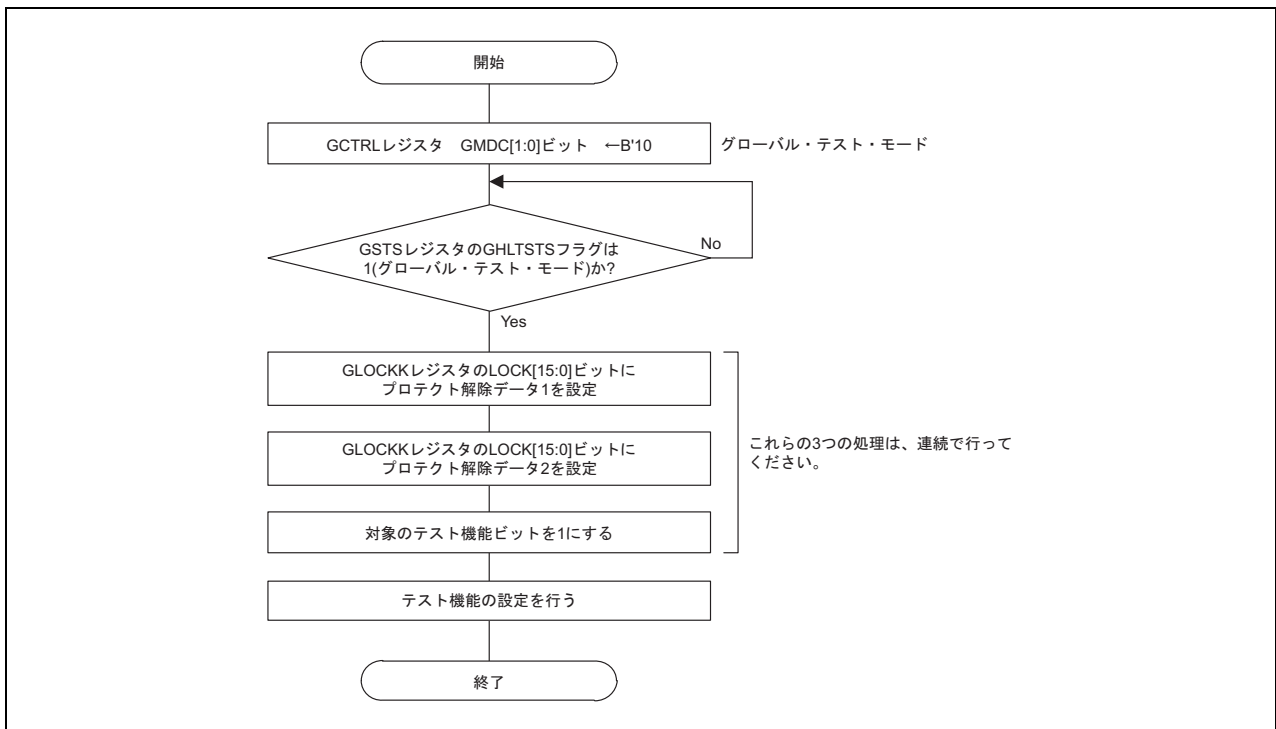 開始
GCTRLレジスタ　GMDC[1:0]ビット　←B'10
グローバル・テスト・モード
GSTSレジスタのGHLTSTSフラグは
1(グローバル・テスト・モード)か?
No
Yes
GLOCKKレジスタのLOCK[15:0]ビットに
プロテクト解除データ1を設定
GLOCKKレジスタのLOCK[15:0]ビットに
プロテクト解除データ2を設定
これらの3つの処理は、連続で行って
ください。
対象のテスト機能ビットを1にする
テスト機能の設定を行う
終了